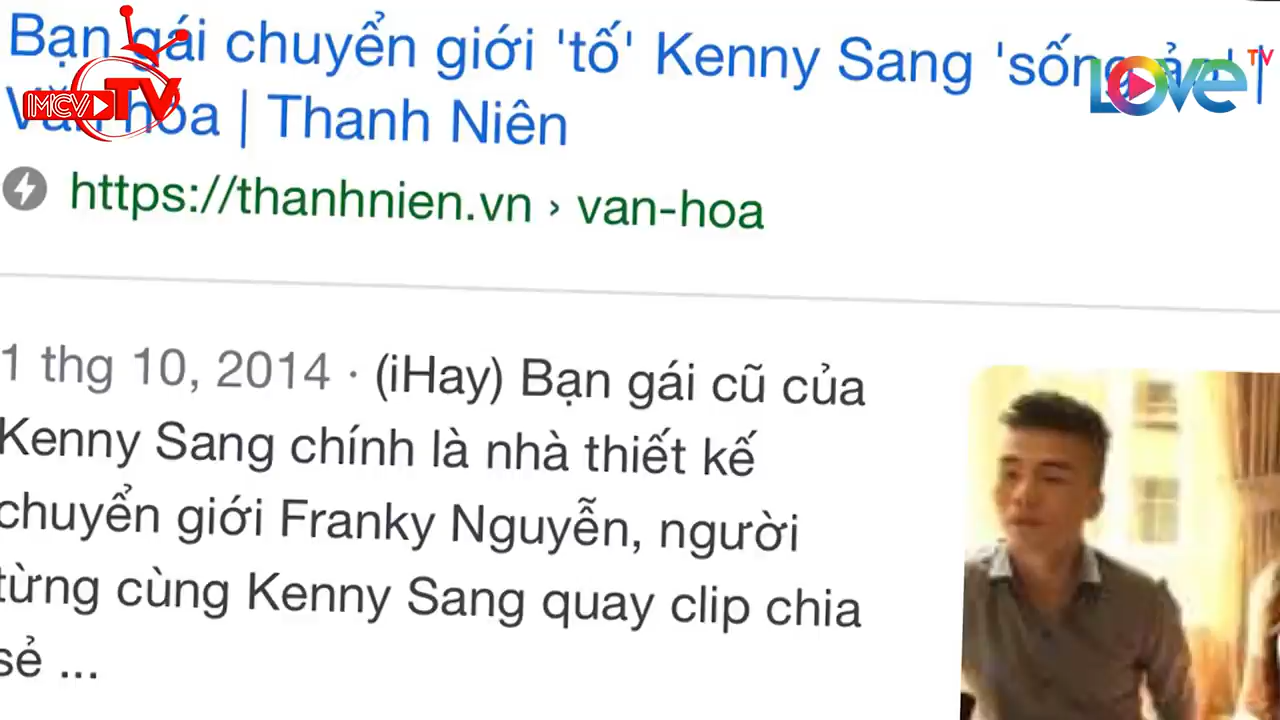 Bạn gái chuyển giới 'tố' Kenny Sang 'sống ảo' |
Văn hóa | Thanh Niên
IMCV TV
LOVE TV
https://thanhnien.vn › van-hoa
1 thg 10, 2014 · (iHay) Bạn gái cũ của
Kenny Sang chính là nhà thiết kế
chuyển giới Franky Nguyễn, người
từng cùng Kenny Sang quay clip chia
sẻ ...